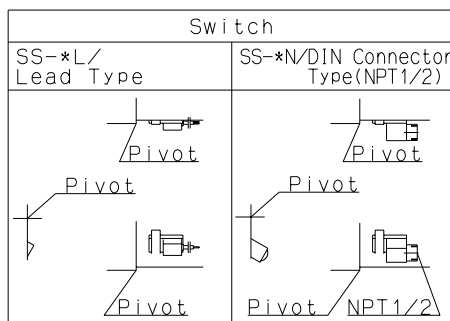 Switch
SS-*L/
Lead Type
SS-*N/DIN Connector
Type(NPT1/2)
Pivot
Pivot
Pivot
Pivot
Pivot
Pivot
NPT1/2